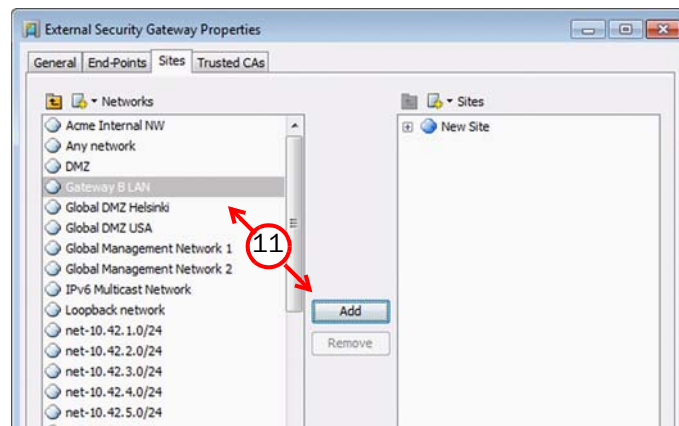 External Security Gateway Properties
General End-Points Sites Trusted CAs
Networks
Acme Internal NW
Any network
DMZ
Gateway B LAN
Global DMZ Helsinki
Global DMZ USA
Global Management Network 1
Global Management Network 2
IPv6 Multicast Network
Loopback network
net-10.42.1.0/24
net-10.42.2.0/24
net-10.42.3.0/24
net-10.42.4.0/24
net-10.42.5.0/24
11
Add
Remove
Sites
New Site